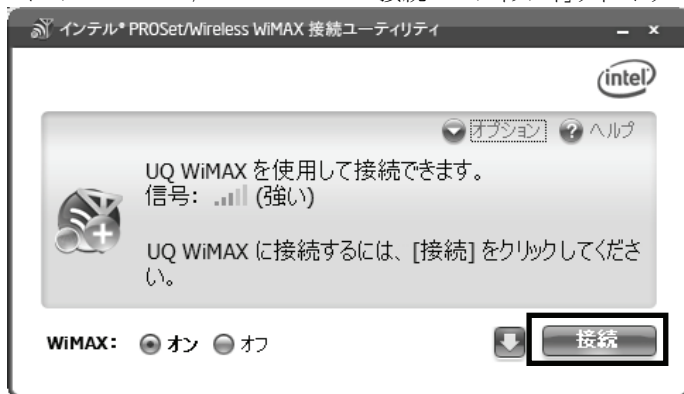 インテル® PROSet/Wireless WiMAX 接続ユーティリティ
intel
オプション ヘルプ
UQ WiMAX を使用して接続できます。
信号: (強い)
UQ WiMAX に接続するには、[接続] をクリックしてくださ
い。
WiMAX: オン オフ 接続